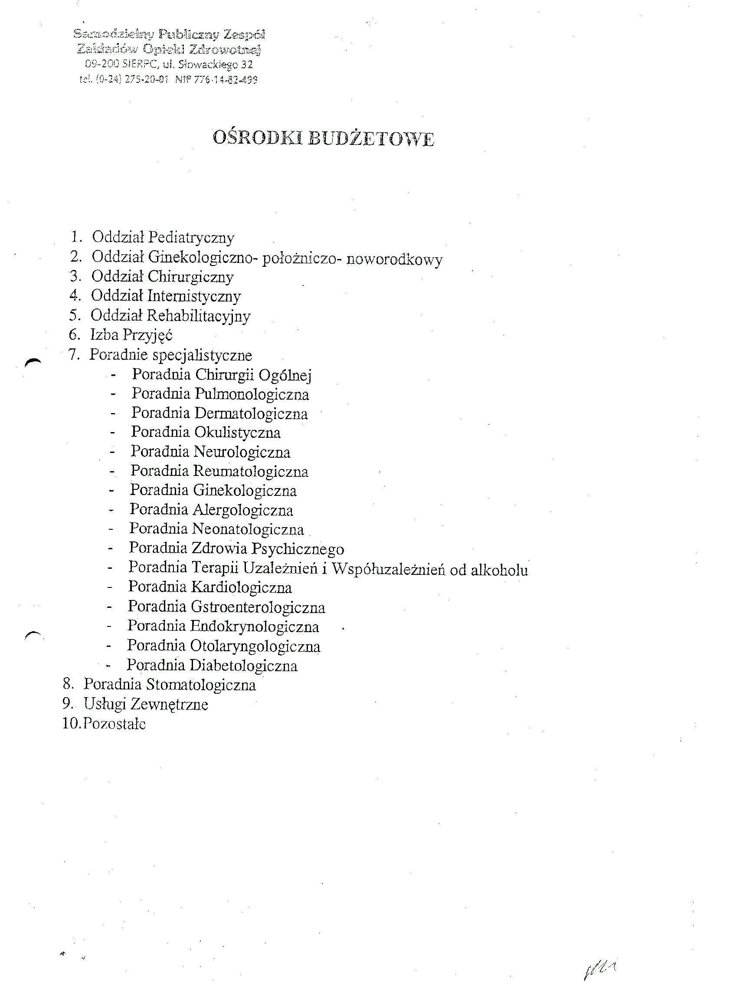 Samodzielny Publiczny Zespół
Zakładów Opieki Zdrowotnej
09-200 SIERPC, ul. Słowackiego 32
tel. (0-24) 275-20-01 NIP 776-14-82-499
OŚRODKI BUDŻETOWE
1. Oddział Pediatryczny
2. Oddział Ginekologiczno- położniczo- noworodkowy
3. Oddział Chirurgiczny
4. Oddział Internistyczny
5. Oddział Rehabilitacyjny
6. Izba Przyjęć
7. Poradnie specjalistyczne
- Poradnia Chirurgii Ogólnej
- Poradnia Pulmonologiczna
- Poradnia Dermatologiczna
- Poradnia Okulistyczna
- Poradnia Neurologiczna
- Poradnia Reumatologiczna
- Poradnia Ginekologiczna
- Poradnia Alergologiczna
- Poradnia Neonatologiczna
- Poradnia Zdrowia Psychicznego
- Poradnia Terapii Uzależnień i Współuzależnień od alkoholu
- Poradnia Kardiologiczna
- Poradnia Gstroenterologiczna
- Poradnia Endokrynologiczna
- Poradnia Otolaryngologiczna
- Poradnia Diabetologiczna
8. Poradnia Stomatologiczna
9. Usługi Zewnętrzne
10. Pozostałe